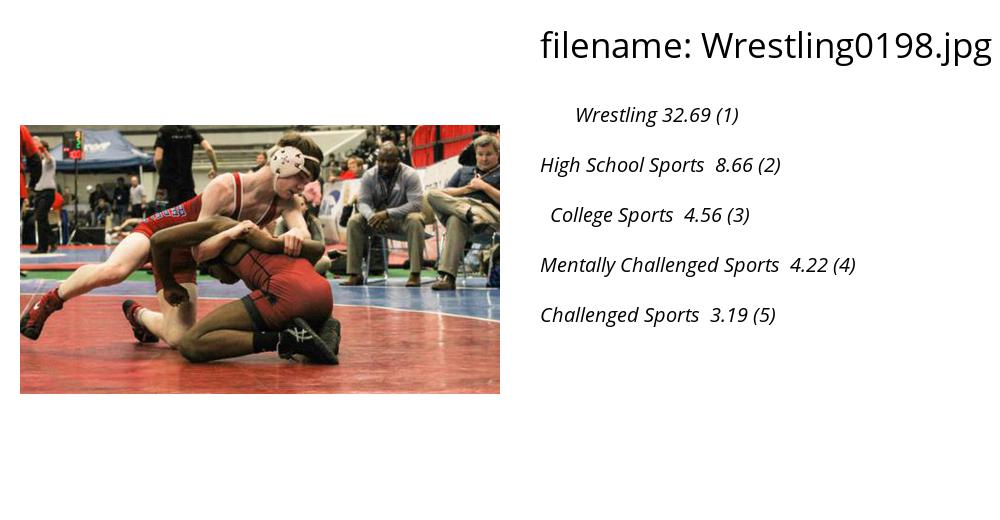 filename: Wrestling0198.jpg
Wrestling 32.69 (1)
High School Sports 8.66 (2)
College Sports 4.56 (3)
Mentally Challenged Sports 4.22 (4)
Challenged Sports 3.19 (5)